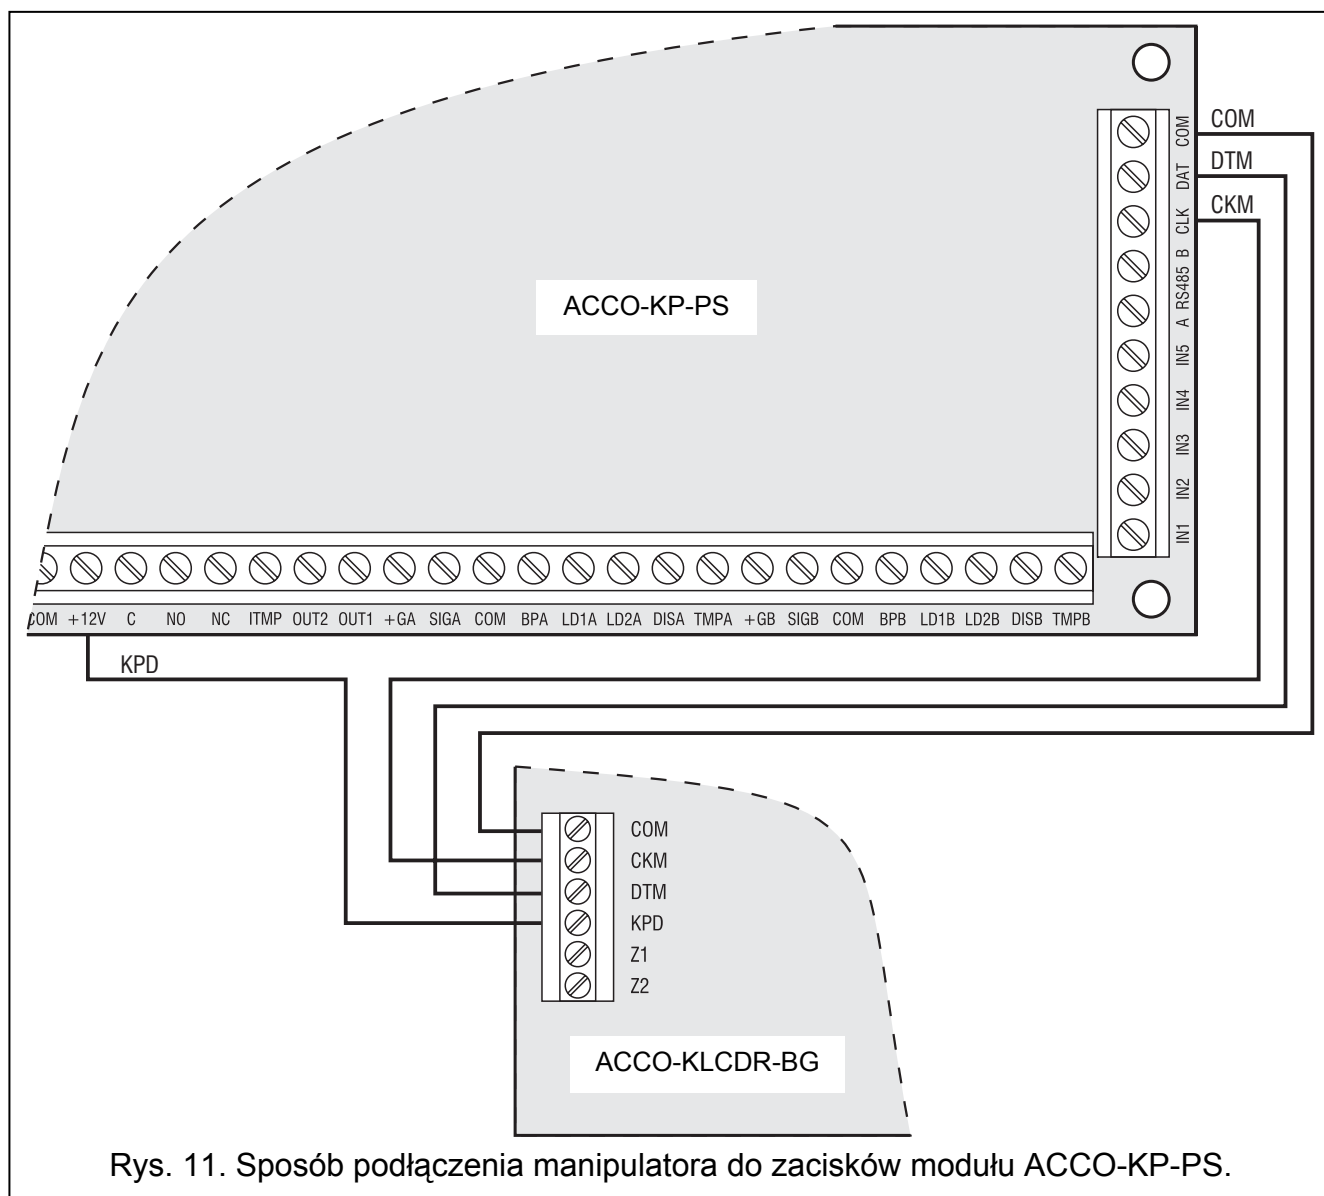 COM
DTM
CKM
COM
DAT
CLK
A RS485 B
IN5
IN4
IN3
IN2
IN1
ACCO-KP-PS
COM +12V C NO NC ITMP OUT2 OUT1 +GA SIGA COM BPA LD1A LD2A DISA TMPA +GB SIGB COM BPB LD1B LD2B DISB TMPB
KPD
COM
CKM
DTM
KPD
Z1
Z2
ACCO-KLCDR-BG
Rys. 11. Sposób podłączenia manipulatora do zacisków modułu ACCO-KP-PS.